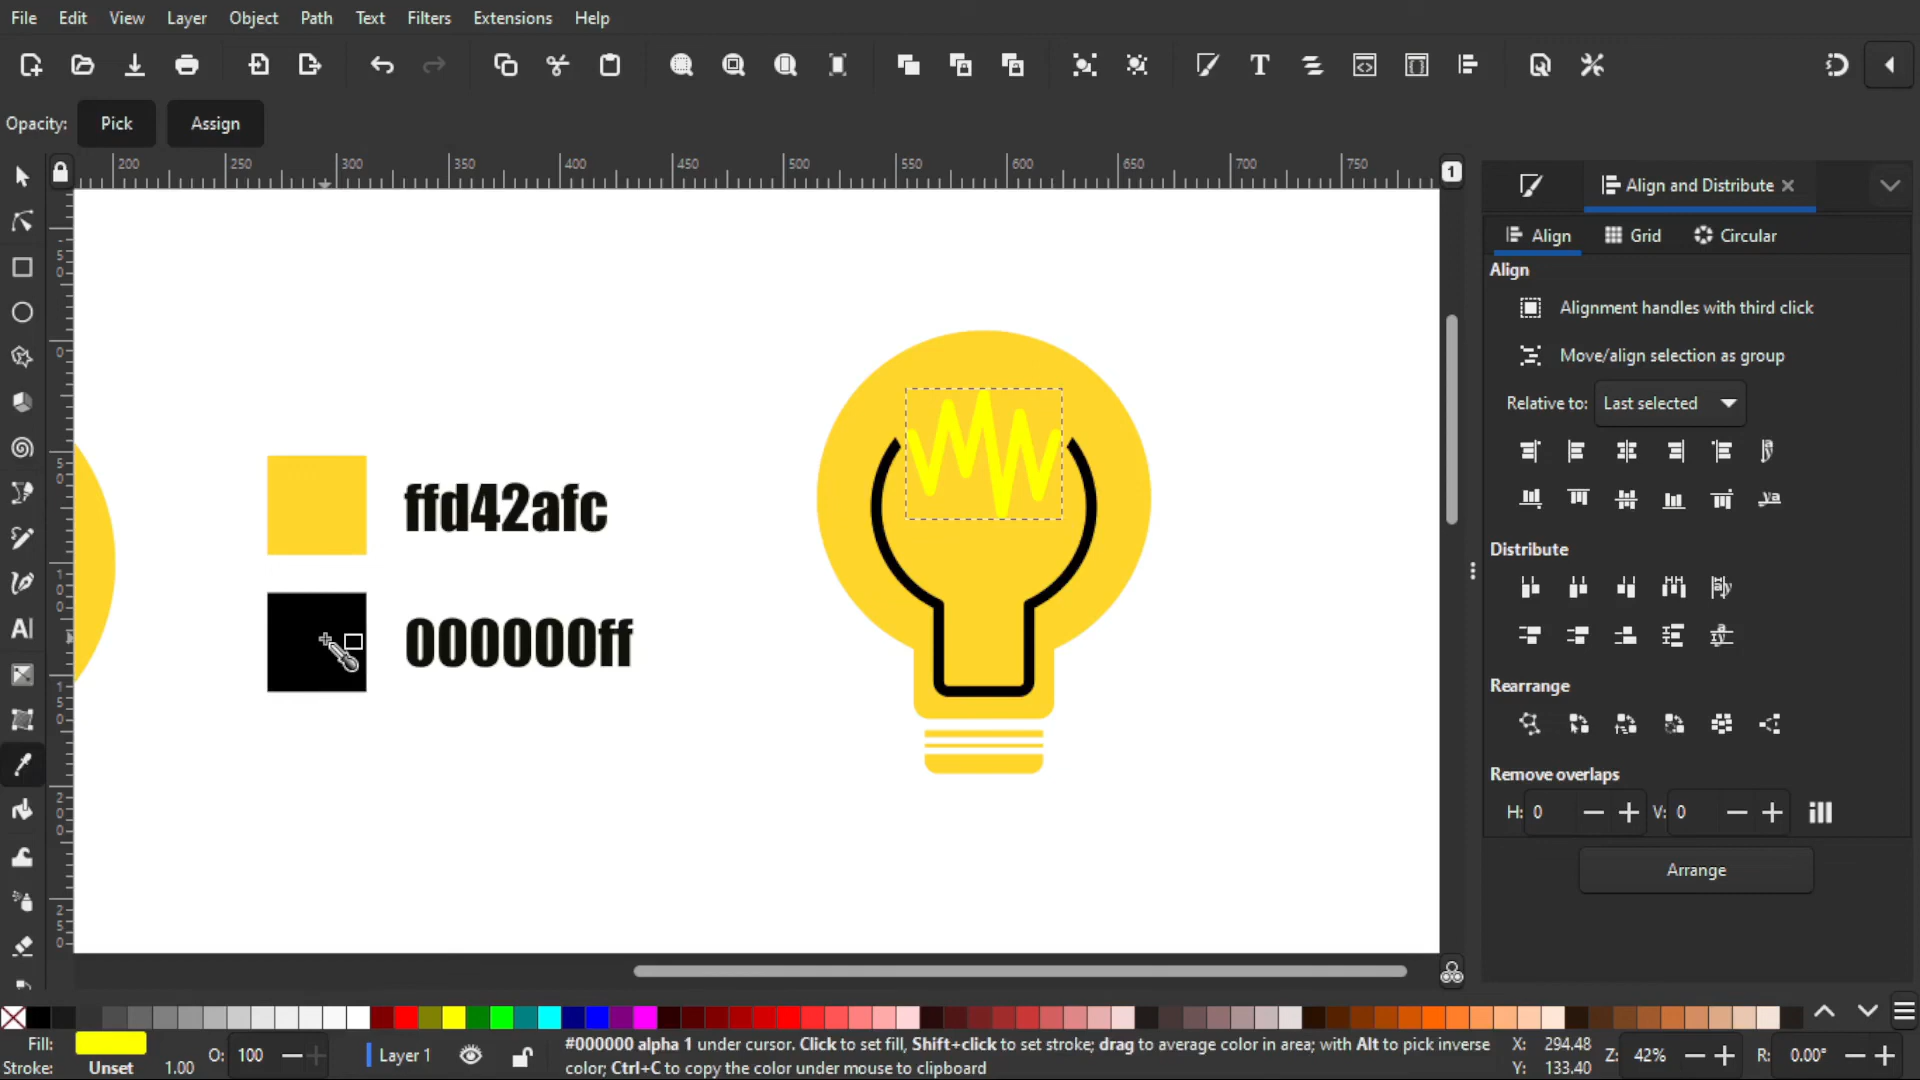 File Edit View Layer Object Path Text Filters Extensions Help
Opacity: Pick Assign
200 250 300 350 400 450 500 550 600 650 700 750
1
Align and Distribute
Align Grid Circular
Align
Alignment handles with third click
Move/align selection as group
Relative to: Last selected
Distribute
Rearrange
Remove overlaps
H: 0 V: 0
Arrange
ffd42afc
000000ff
Fill:
Stroke: Unset 1.00
O: 100
Layer 1
#000000 alpha 1 under cursor. Click to set fill, Shift+click to set stroke; drag to average color in area; with Alt to pick inverse
color; Ctrl+C to copy the color under mouse to clipboard
X: 294.48
Y: 133.40
Z: 42%
R: 0.00°